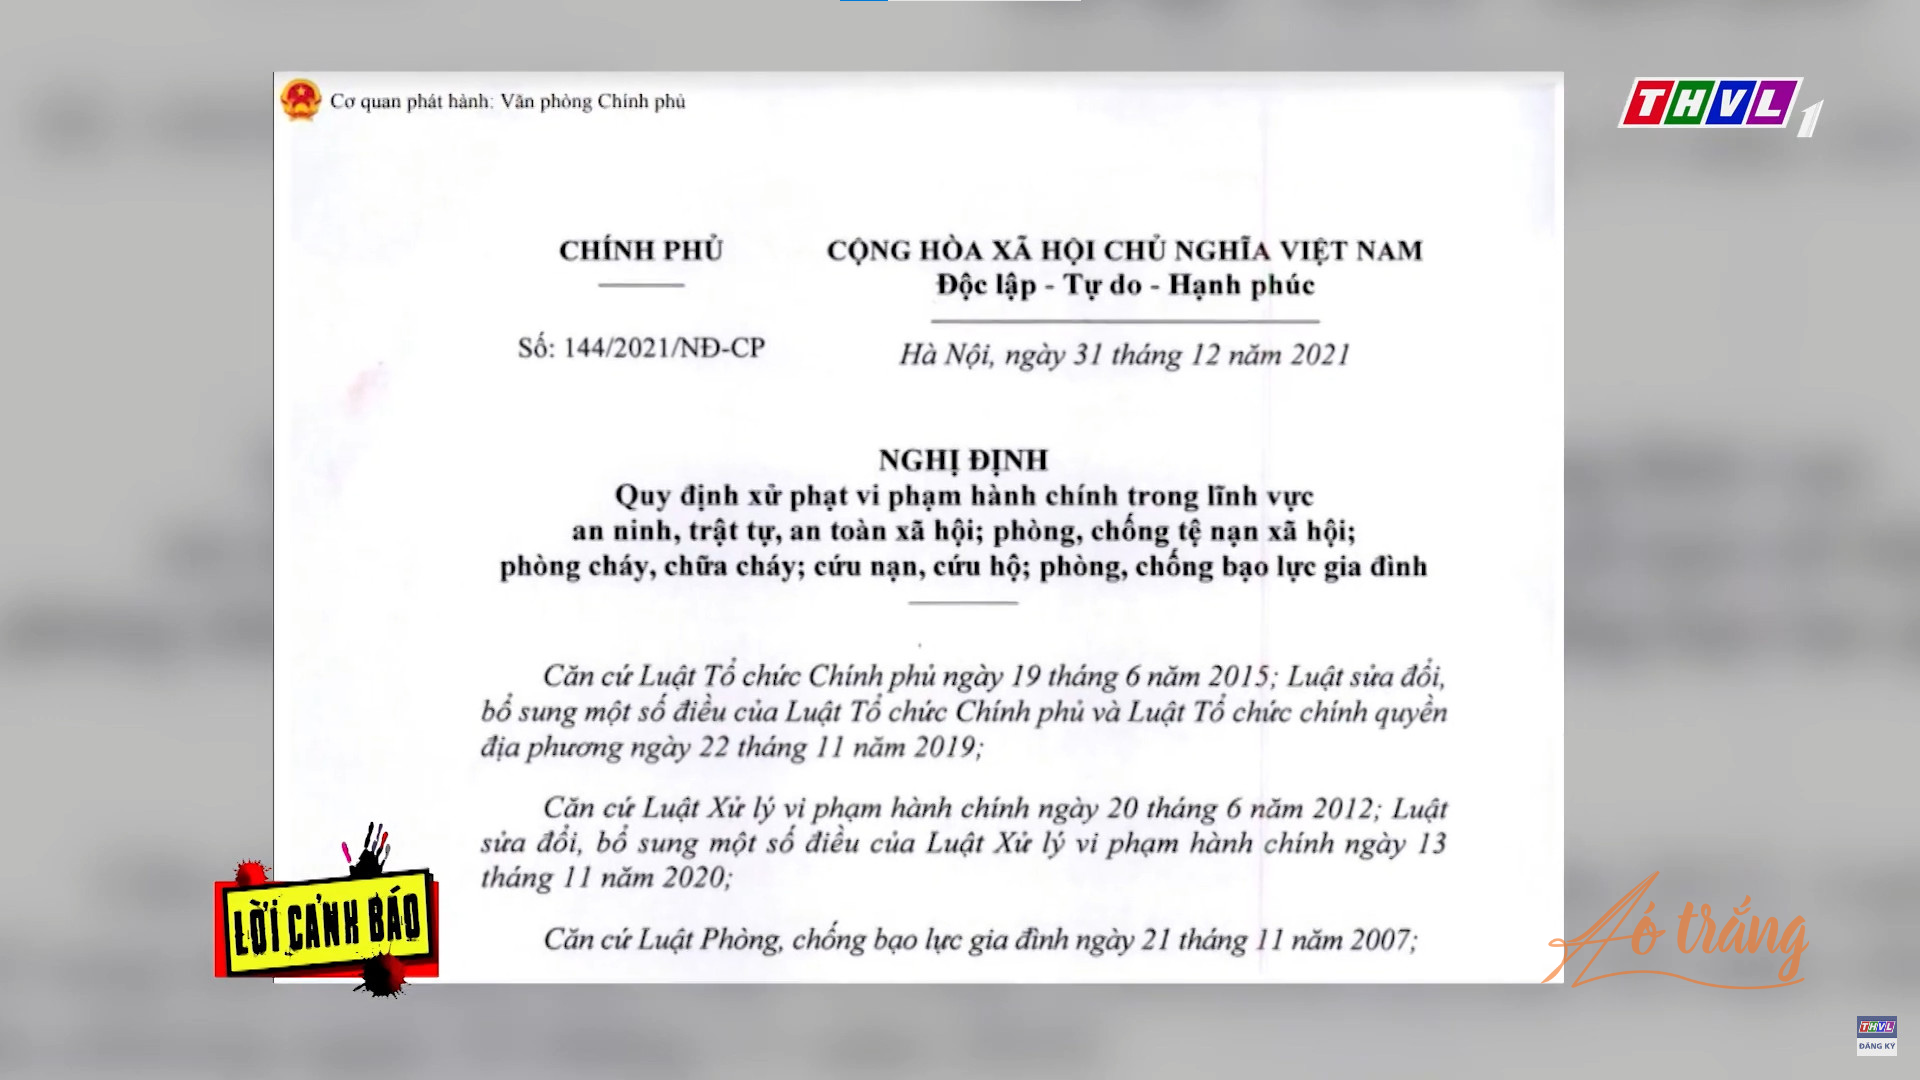 Cơ quan phát hành: Văn phòng Chính phủ
THVL 1
CHÍNH PHỦ
CỘNG HÒA XÃ HỘI CHỦ NGHĨA VIỆT NAM
Độc lập - Tự do - Hạnh phúc
Số: 144/2021/NĐ-CP
Hà Nội, ngày 31 tháng 12 năm 2021
NGHỊ ĐỊNH
Quy định xử phạt vi phạm hành chính trong lĩnh vực
an ninh, trật tự, an toàn xã hội; phòng, chống tệ nạn xã hội;
phòng cháy, chữa cháy; cứu nạn, cứu hộ; phòng, chống bạo lực gia đình
Căn cứ Luật Tổ chức Chính phủ ngày 19 tháng 6 năm 2015; Luật sửa đổi,
bổ sung một số điều của Luật Tổ chức Chính phủ và Luật Tổ chức chính quyền
địa phương ngày 22 tháng 11 năm 2019;
Căn cứ Luật Xử lý vi phạm hành chính ngày 20 tháng 6 năm 2012; Luật
sửa đổi, bổ sung một số điều của Luật Xử lý vi phạm hành chính ngày 13
tháng 11 năm 2020;
Căn cứ Luật Phòng, chống bạo lực gia đình ngày 21 tháng 11 năm 2007;
LỜI CẢNH BÁO
Áo trắng
THVL
ĐĂNG KÝ